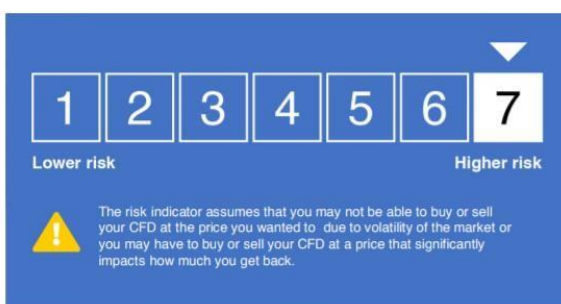 1 2 3 4 5 6 7
Lower risk Higher risk
The risk indicator assumes that you may not be able to buy or sell
your CFD at the price you wanted to due to volatility of the market or
you may have to buy or sell your CFD at a price that significantly
impacts how much you get back.